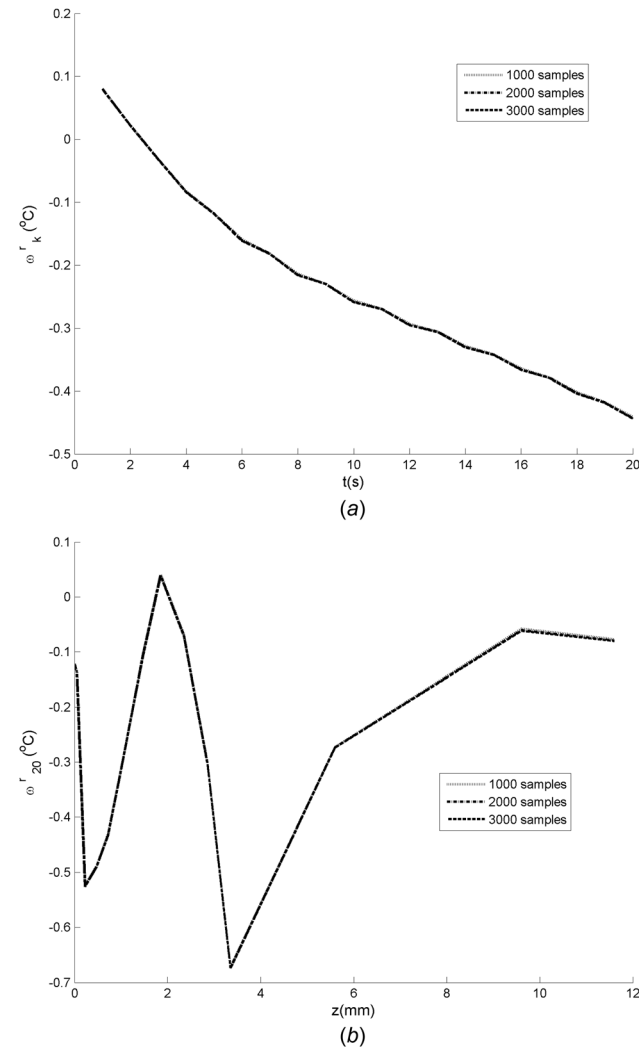 0.2
0.1
0
-0.1
-0.2
-0.3
-0.4
-0.5
ω r k (oC)
1000 samples
2000 samples
3000 samples
0 2 4 6 8 10 12 14 16 18 20
t(s)
(a)
0.1
0
-0.1
-0.2
-0.3
-0.4
-0.5
-0.6
-0.7
ω r 20 (oC)
1000 samples
2000 samples
3000 samples
0 2 4 6 8 10 12
z(mm)
(b)